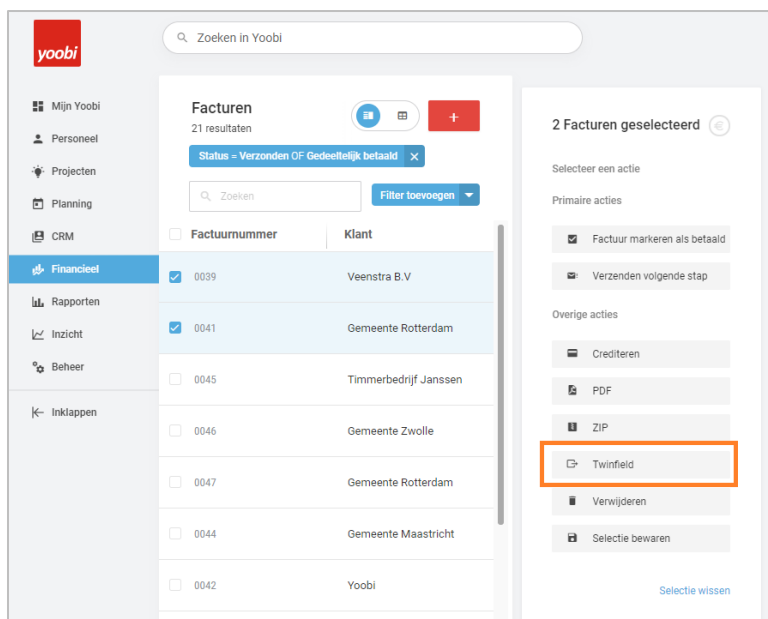 yoobi
Zoeken in Yoobi
Mijn Yoobi
Personeel
Projecten
Planning
CRM
Financieel
Rapporten
Inzicht
Beheer
Inklappen
Facturen
21 resultaten
+
Status = Verzonden OF Gedeeltelijk betaald X
Zoeken
Filter toevoegen
Factuurnummer Klant
0039 Veenstra B.V
0041 Gemeente Rotterdam
0045 Timmerbedrijf Janssen
0046 Gemeente Zwolle
0047 Gemeente Rotterdam
0044 Gemeente Maastricht
0042 Yoobi
2 Facturen geselecteerd €
Selecteer een actie
Primaire acties
Factuur markeren als betaald
Verzenden volgende stap
Overige acties
Crediteren
PDF
ZIP
Twinfield
Verwijderen
Selectie bewaren
Selectie wissen